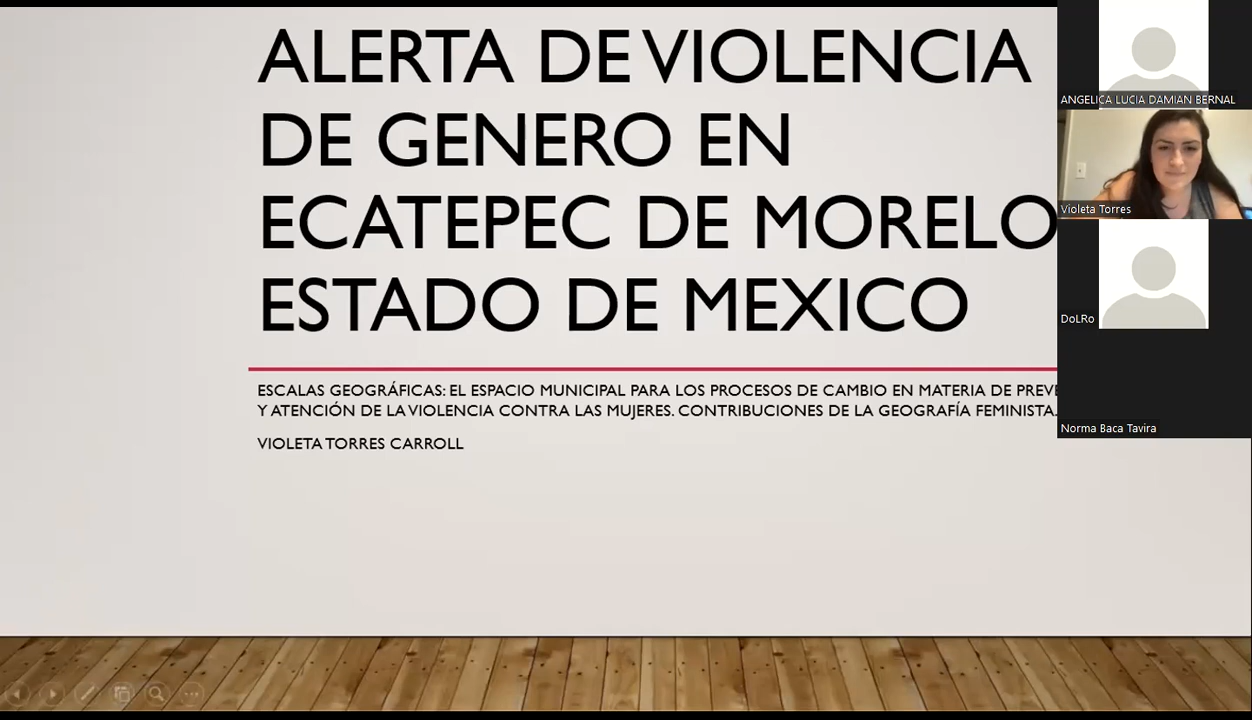 ALERTA DE VIOLENCIA
DE GENERO EN
ECATEPEC DE MORELO
ESTADO DE MEXICO
ESCALAS GEOGRÁFICAS: EL ESPACIO MUNICIPAL PARA LOS PROCESOS DE CAMBIO EN MATERIA DE PREVE
Y ATENCIÓN DE LA VIOLENCIA CONTRA LAS MUJERES. CONTRIBUCIONES DE LA GEOGRAFÍA FEMINISTA.
VIOLETA TORRES CARROLL
ANGELICA LUCIA DAMIAN BERNAL
Violeta Torres
DoLRo
Norma Baca Tavira